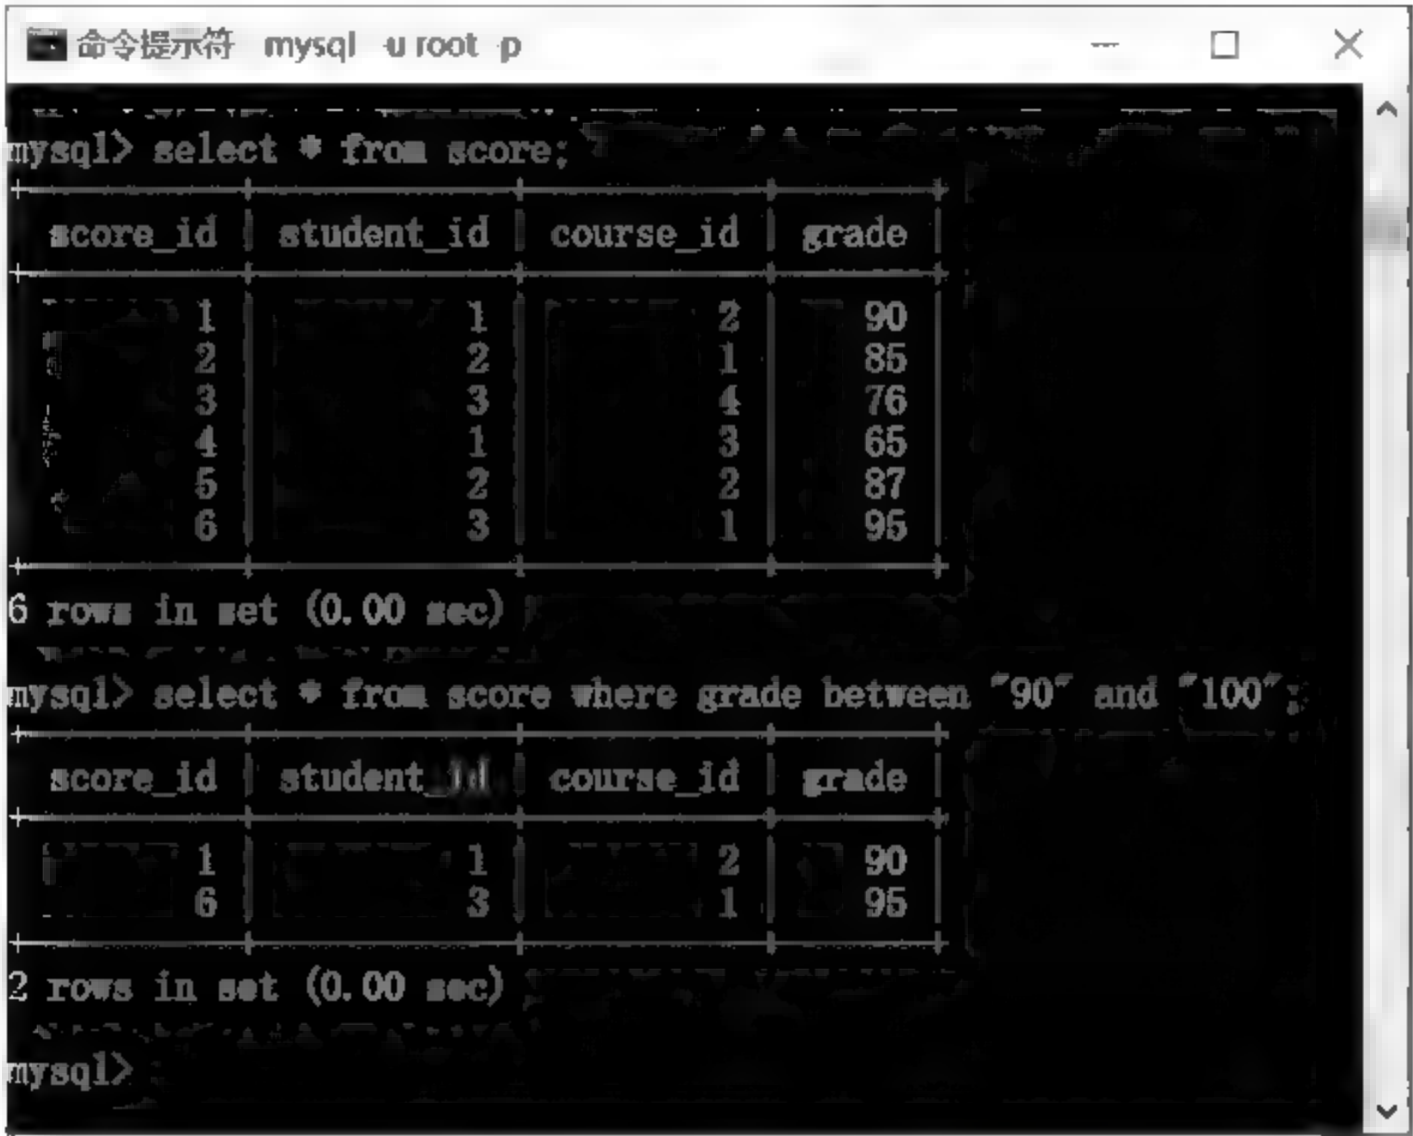 命令提示符 mysql -u root -p
mysql> select * from score;
score_id | student_id | course_id | grade |
1 | 1 | 2 | 90
2 | 2 | 1 | 85
3 | 3 | 4 | 76
4 | 1 | 3 | 65
5 | 2 | 2 | 87
6 | 3 | 1 | 95
6 rows in set (0.00 sec)
mysql> select * from score where grade between "90" and "100";
score_id | student_id | course_id | grade |
1 | 1 | 2 | 90
6 | 3 | 1 | 95
2 rows in set (0.00 sec)
mysql>